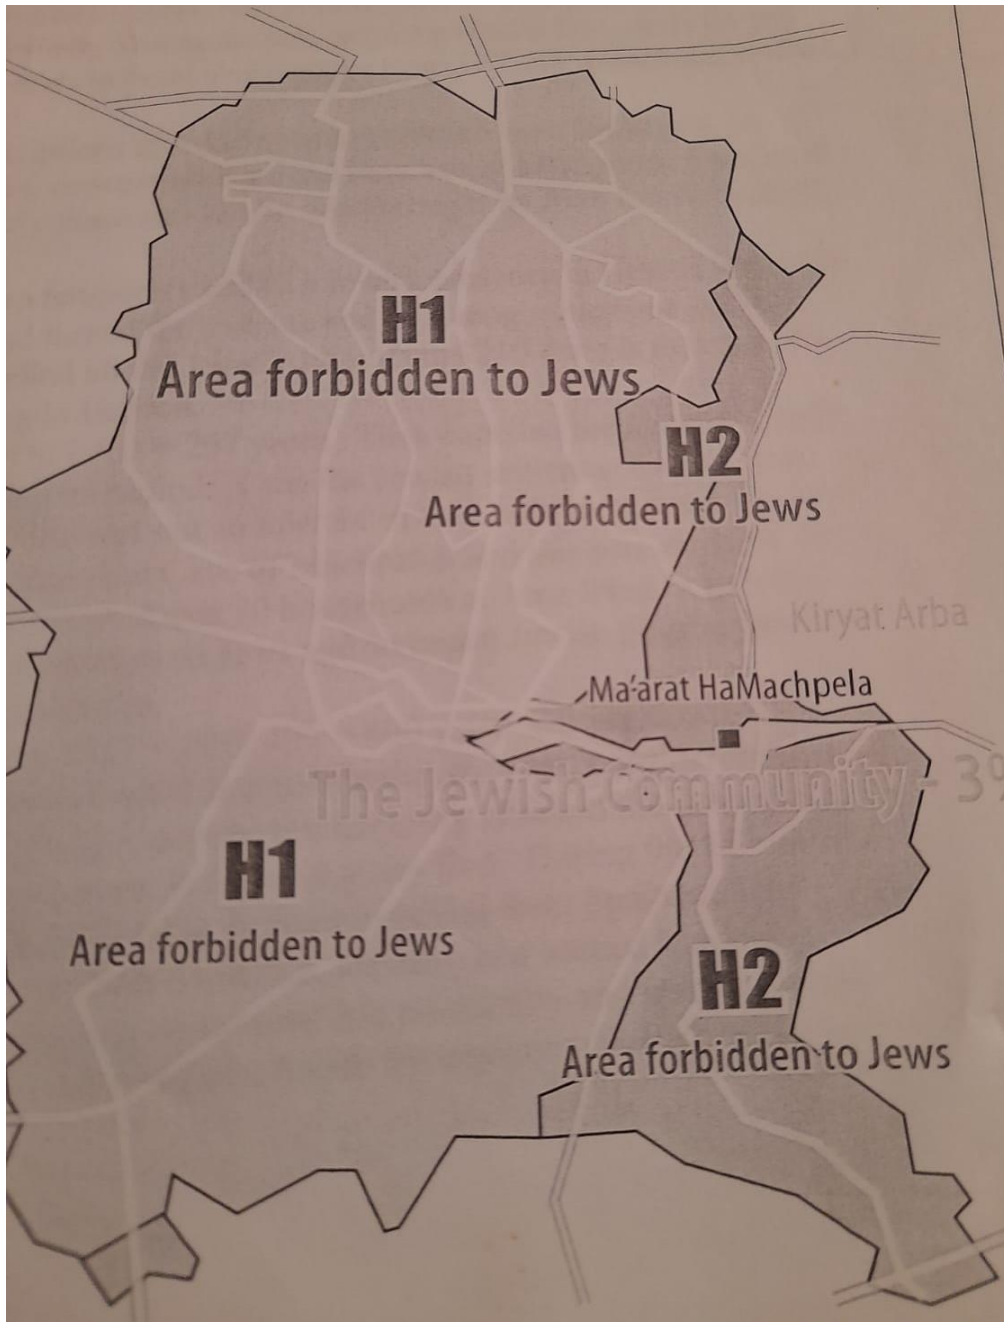 H1
Area forbidden to Jews
H2
Area forbidden to Jews
Kiryat Arba
Ma'arat HaMachpela
The Jewish Community - 3
H1
Area forbidden to Jews
H2
Area forbidden to Jews